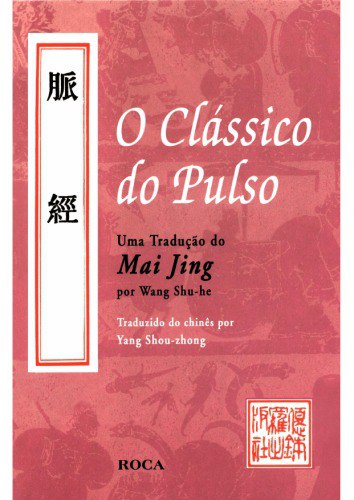 脈
經
O Clássico
do Pulso
Uma Tradução do
Mai Jing
por Wang Shu-he
Traduzido do chinês por
Yang Shou-zhong
ROCA